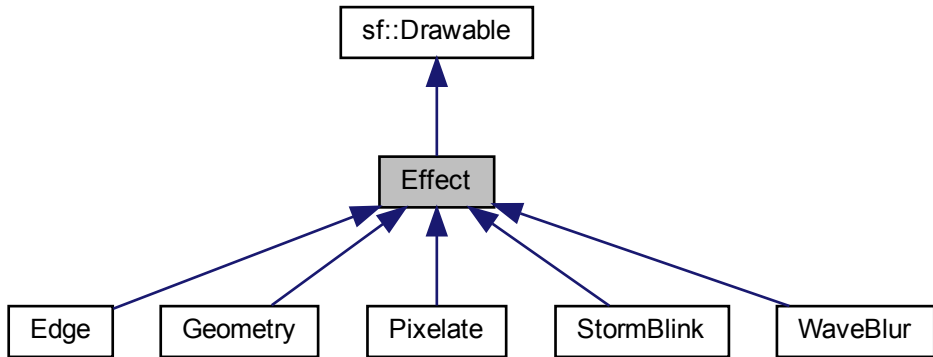 sf::Drawable
Effect
Edge
Geometry
Pixelate
StormBlink
WaveBlur